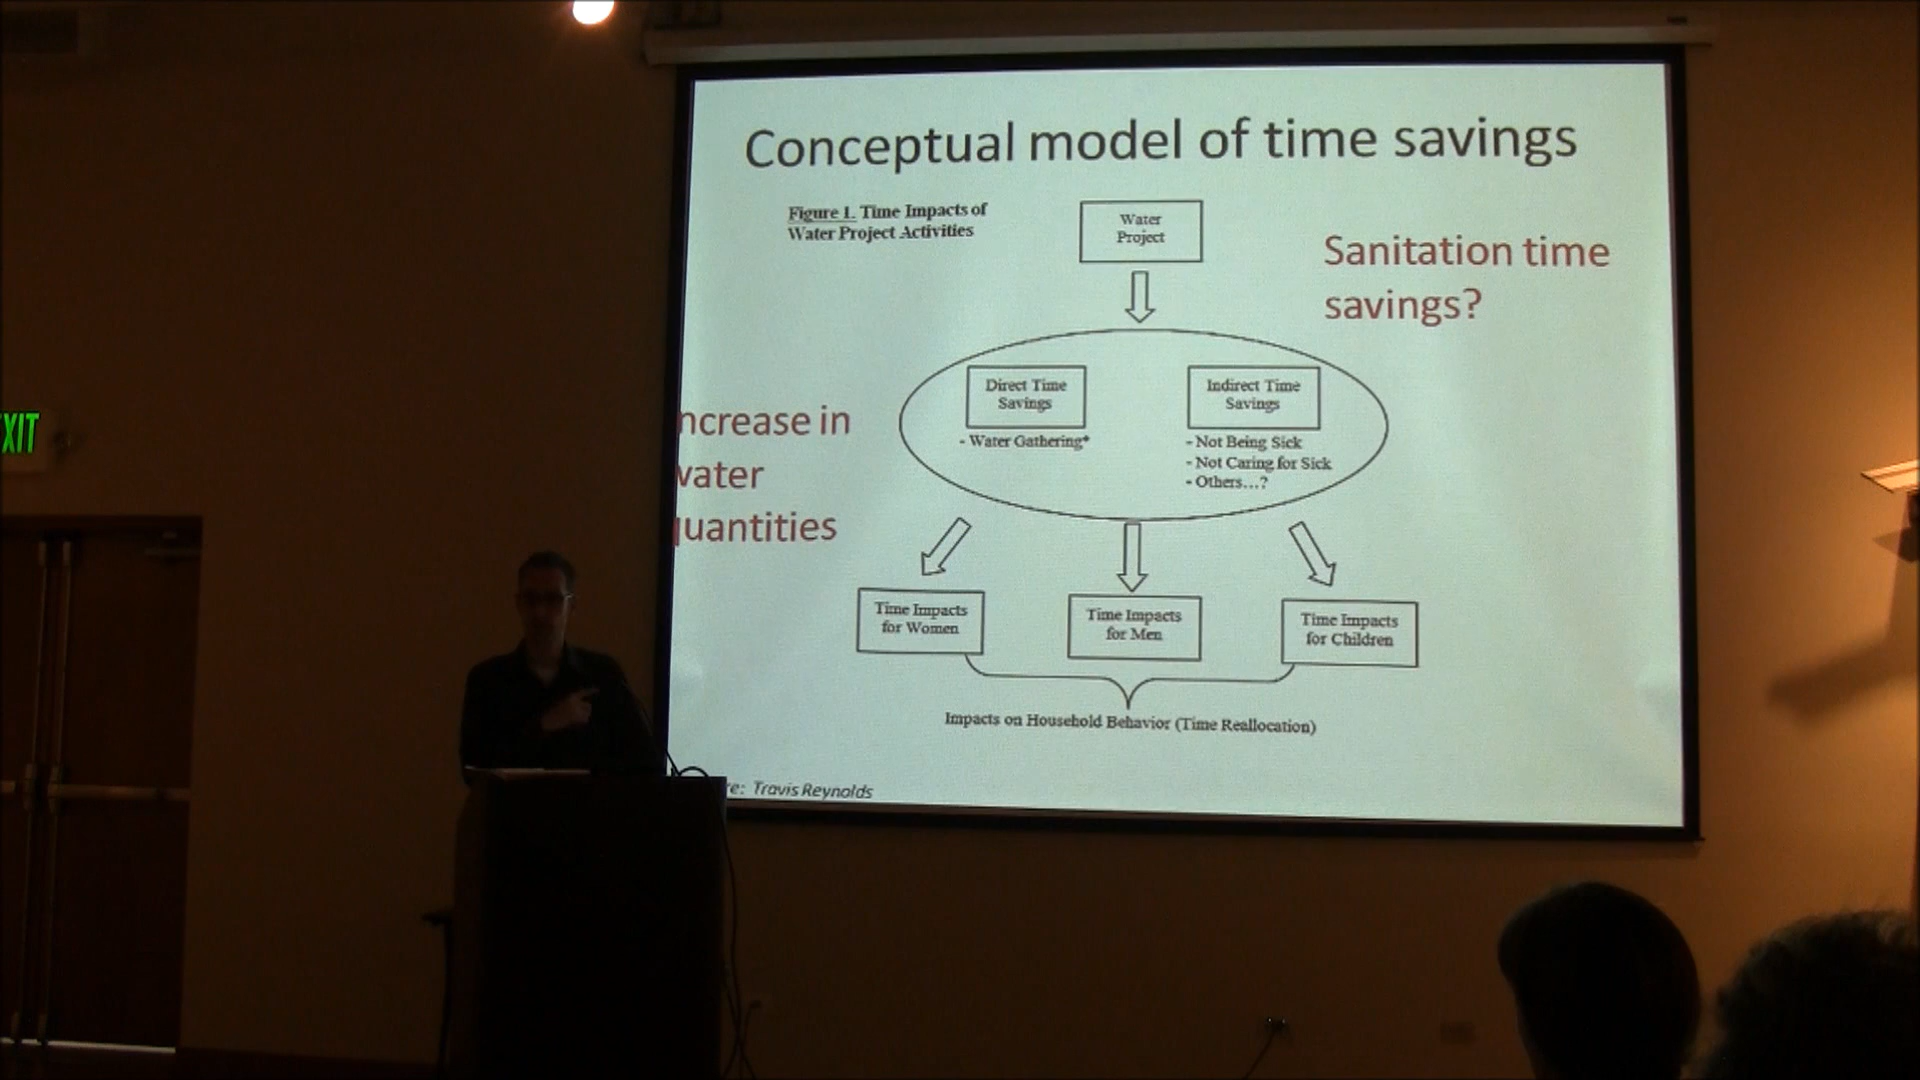 Conceptual model of time savings
Figure 1. Time Impacts of
Water Project Activities
Water
Project
Sanitation time
savings?
Direct Time
Savings
- Water Gathering*
Indirect Time
Savings
- Not Being Sick
- Not Caring for Sick
- Others...?
ncrease in
vater
quantities
Time Impacts
for Women
Time Impacts
for Men
Time Impacts
for Children
Impacts on Household Behavior (Time Reallocation)
re: Travis Reynolds
EXIT